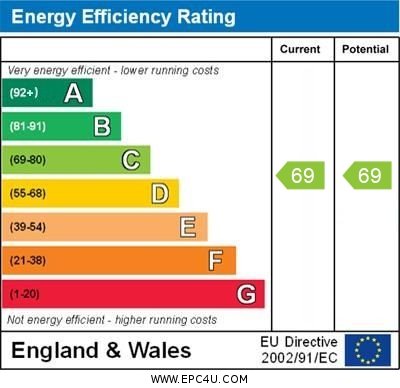 Energy Efficiency Rating
Current Potential
Very energy efficient - lower running costs
(92+) A
(81-91) B
(69-80) C
(55-68) D
(39-54) E
(21-38) F
(1-20) G
69 69
Not energy efficient - higher running costs
England & Wales
EU Directive
2002/91/EC
WWW.EPC4U.COM